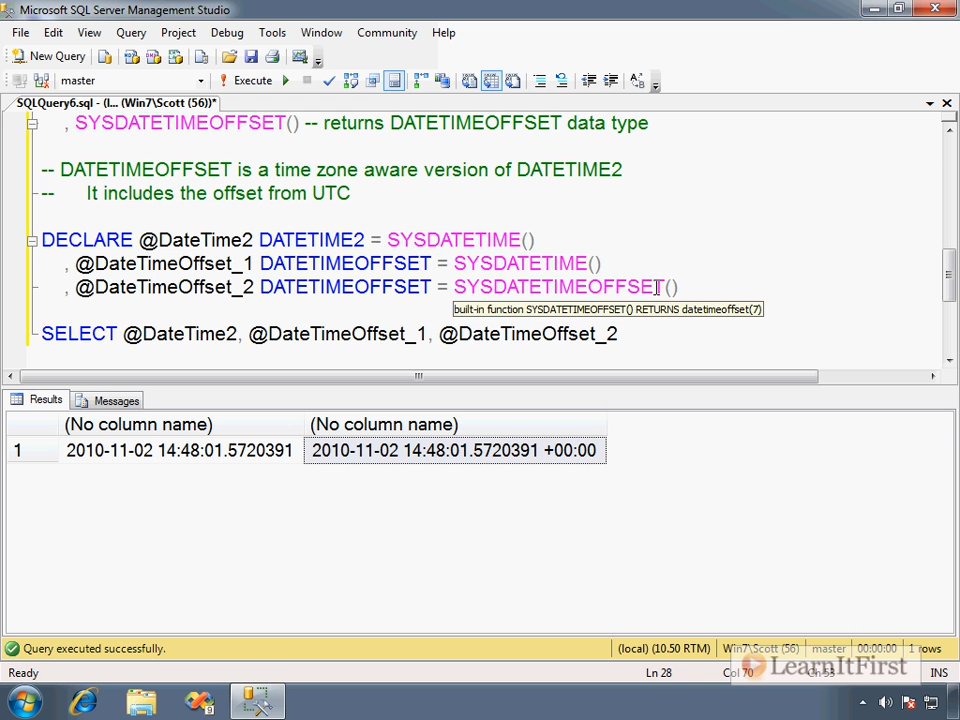 Microsoft SQL Server Management Studio
File Edit View Query Project Debug Tools Window Community Help
New Query
master Execute
SQLQuery6.sql - (l... (Win7\Scott (56))*
, SYSDATETIMEOFFSET() -- returns DATETIMEOFFSET data type
-- DATETIMEOFFSET is a time zone aware version of DATETIME2
-- It includes the offset from UTC
DECLARE @DateTime2 DATETIME2 = SYSDATETIME()
, @DateTimeOffset_1 DATETIMEOFFSET = SYSDATETIME()
, @DateTimeOffset_2 DATETIMEOFFSET = SYSDATETIMEOFFSET()
built-in function SYSDATETIMEOFFSET() RETURNS datetimeoffset(7)
SELECT @DateTime2, @DateTimeOffset_1, @DateTimeOffset_2
Results Messages
(No column name) (No column name)
1 2010-11-02 14:48:01.5720391 2010-11-02 14:48:01.5720391 +00:00
Query executed successfully. (local) (10.50 RTM) Win7\Scott (56) master 00:00:00 1 rows
Ready Ln 28 Col 70 Ch 53 INS
LearnItFirst
9